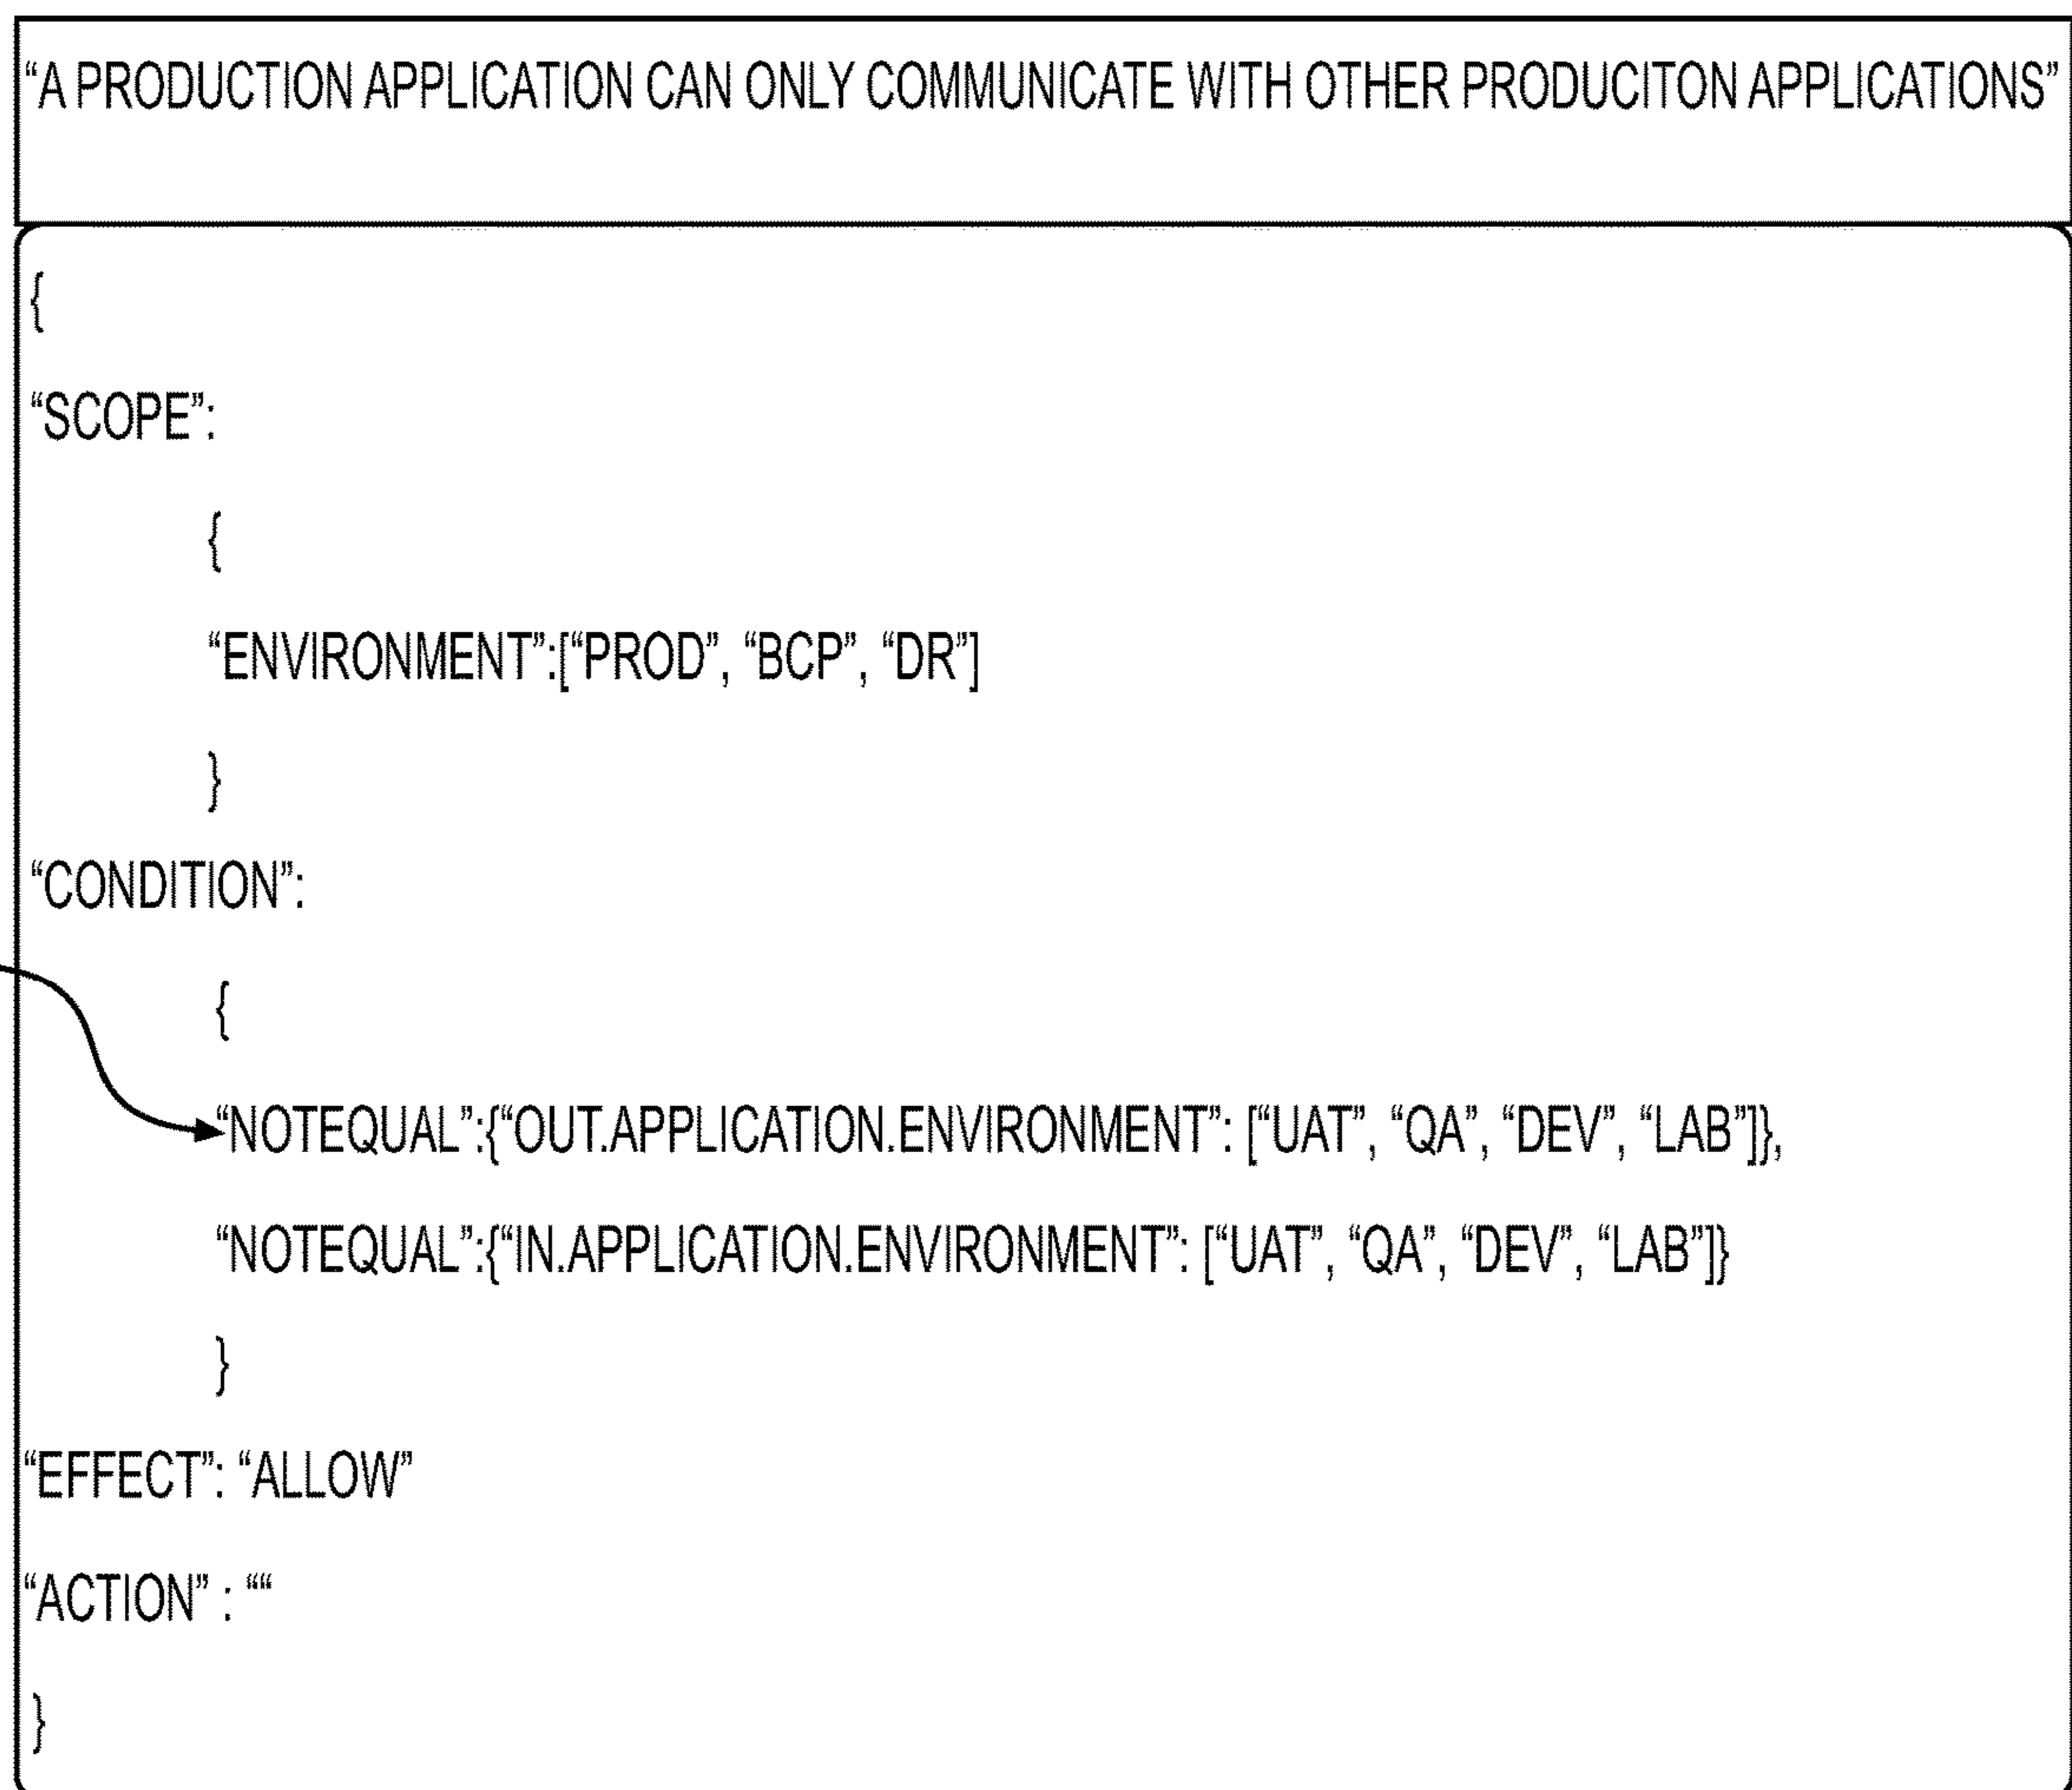 “A PRODUCTION APPLICATION CAN ONLY COMMUNICATE WITH OTHER PRODUCITON APPLICATIONS”
{
“SCOPE”:
{
“ENVIRONMENT”:[“PROD”, “BCP”, “DR”]
}
“CONDITION”:
{
“NOTEQUAL”:{“OUT.APPLICATION.ENVIRONMENT”: [“UAT”, “QA”, “DEV”, “LAB”]},
“NOTEQUAL”:{“IN.APPLICATION.ENVIRONMENT”: [“UAT”, “QA”, “DEV”, “LAB”]}
}
“EFFECT”: “ALLOW”
“ACTION” : ““
}